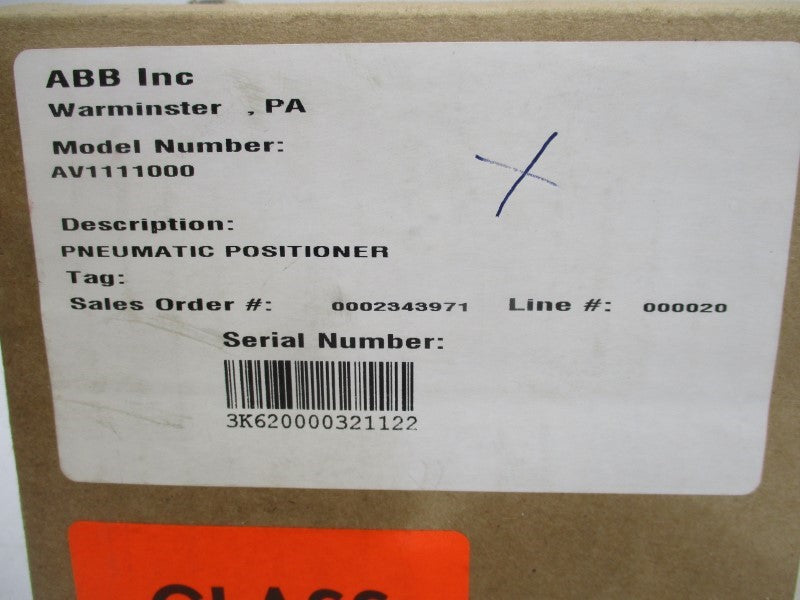 ABB Inc
Warminster , PA
Model Number:
AV1111000
Description:
PNEUMATIC POSITIONER
Tag:
Sales Order #: 0002343971 Line #: 000020
Serial Number:
3K620000321122
GLASS